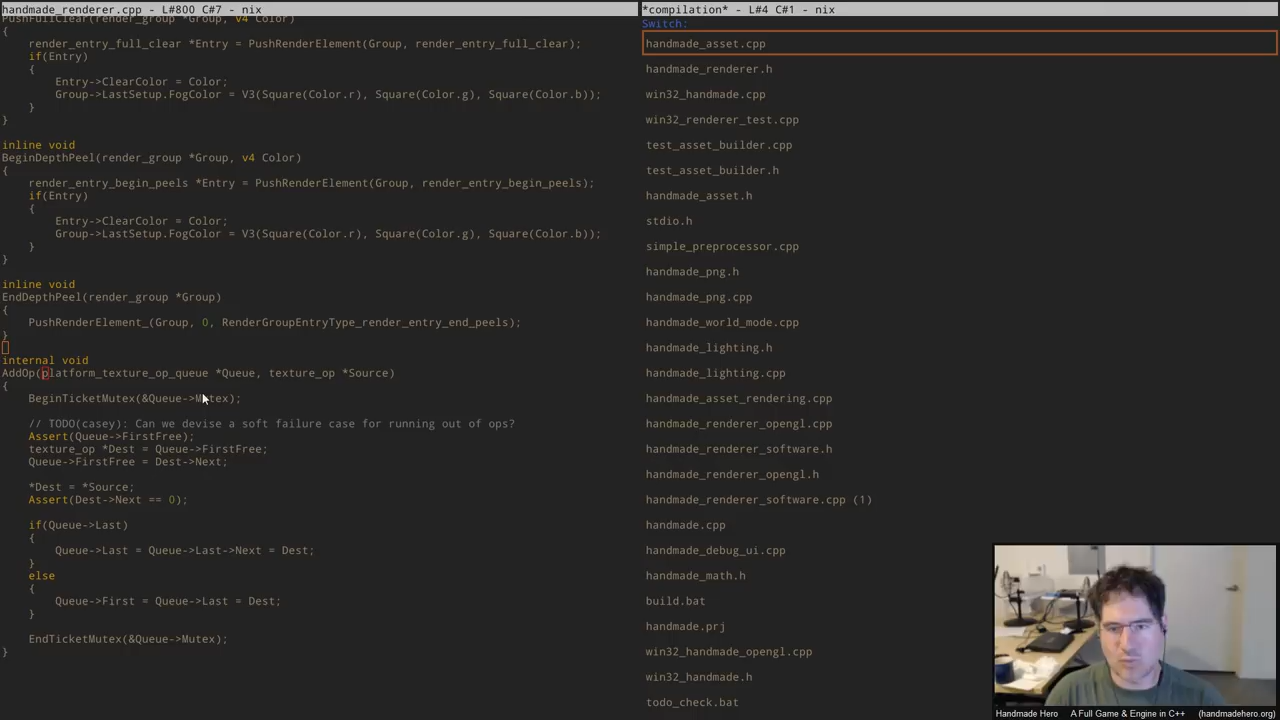 handmade_renderer.cpp - L#800 C#7 - nix
PushFullClear(render_group *Group, v4 Color)
{
    render_entry_full_clear *Entry = PushRenderElement(Group, render_entry_full_clear);
    if(Entry)
    {
        Entry->ClearColor = Color;
        Group->LastSetup.FogColor = V3(Square(Color.r), Square(Color.g), Square(Color.b));
    }
}
inline void
BeginDepthPeel(render_group *Group, v4 Color)
{
    render_entry_begin_peels *Entry = PushRenderElement(Group, render_entry_begin_peels);
    if(Entry)
    {
        Entry->ClearColor = Color;
        Group->LastSetup.FogColor = V3(Square(Color.r), Square(Color.g), Square(Color.b));
    }
}
inline void
EndDepthPeel(render_group *Group)
{
    PushRenderElement_(Group, 0, RenderGroupEntryType_render_entry_end_peels);
}
internal void
AddOp(platform_texture_op_queue *Queue, texture_op *Source)
{
    BeginTicketMutex(&Queue->Mutex);
    // TODO(casey): Can we devise a soft failure case for running out of ops?
    Assert(Queue->FirstFree);
    texture_op *Dest = Queue->FirstFree;
    Queue->FirstFree = Dest->Next;
    *Dest = *Source;
    Assert(Dest->Next == 0);
    if(Queue->Last)
    {
        Queue->Last = Queue->Last->Next = Dest;
    }
    else
    {
        Queue->First = Queue->Last = Dest;
    }
    EndTicketMutex(&Queue->Mutex);
}
*compilation* - L#4 C#1 - nix
Switch:
handmade_asset.cpp
handmade_renderer.h
win32_handmade.cpp
win32_renderer_test.cpp
test_asset_builder.cpp
test_asset_builder.h
handmade_asset.h
stdio.h
simple_preprocessor.cpp
handmade_png.h
handmade_png.cpp
handmade_world_mode.cpp
handmade_lighting.h
handmade_lighting.cpp
handmade_asset_rendering.cpp
handmade_renderer_opengl.cpp
handmade_renderer_software.h
handmade_renderer_opengl.h
handmade_renderer_software.cpp (1)
handmade.cpp
handmade_debug_ui.cpp
handmade_math.h
build.bat
handmade.prj
win32_handmade_opengl.cpp
win32_handmade.h
todo_check.bat
Handmade Hero    A Full Game & Engine in C++    (handmadehero.org)